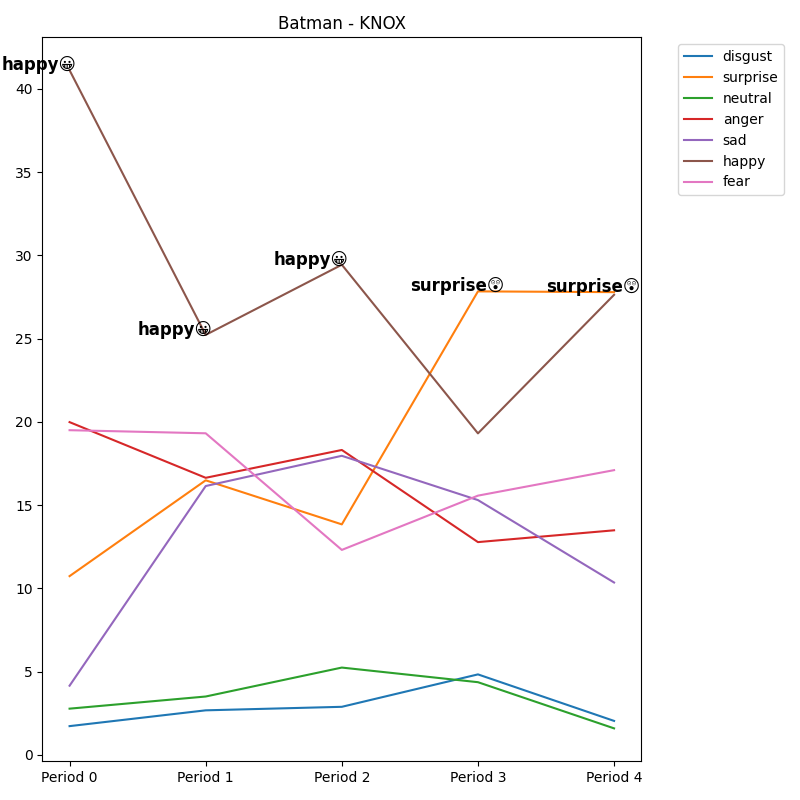 Batman - KNOX
happy😀
happy😀
happy😀
surprise😲
surprise😲
40
35
30
25
20
15
10
5
0
Period 0
Period 1
Period 2
Period 3
Period 4
disgust
surprise
neutral
anger
sad
happy
fear